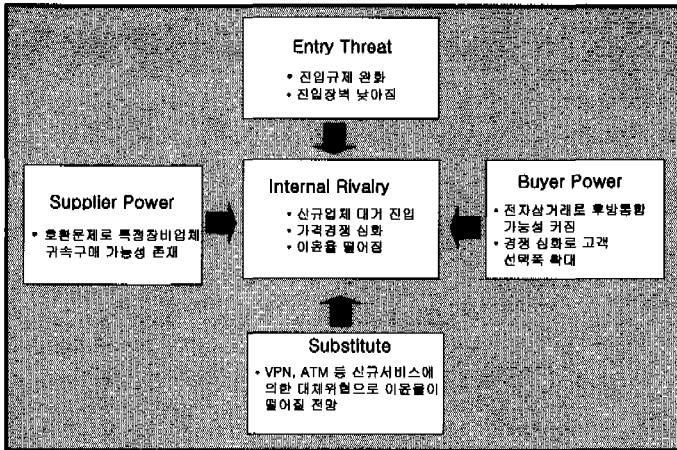 Entry Threat
• 진입규제 완화
• 진입장벽 낮아짐
Supplier Power
• 호환문제로 특정장비업체
귀속구매 가능성 존재
Internal Rivalry
• 신규업체 대거 진입
• 가격경쟁 심화
• 이윤율 떨어짐
Buyer Power
• 전자상거래로 후방통합
가능성 커짐
• 경쟁 심화로 고객
선택폭 확대
Substitute
• VPN, ATM 등 신규서비스에
의한 대체위협으로 이윤율이
떨어질 전망